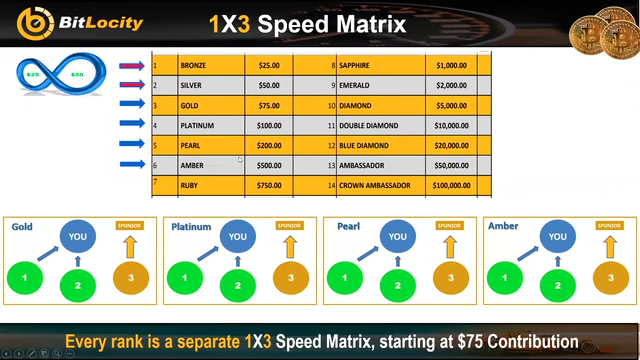 BitLocity
1X3 Speed Matrix
$25 $50
1 BRONZE $25.00 8 SAPPHIRE $1,000.00
2 SILVER $50.00 9 EMERALD $2,000.00
3 GOLD $75.00 10 DIAMOND $5,000.00
4 PLATINUM $100.00 11 DOUBLE DIAMOND $10,000.00
5 PEARL $200.00 12 BLUE DIAMOND $20,000.00
6 AMBER $500.00 13 AMBASSADOR $50,000.00
7 RUBY $750.00 14 CROWN AMBASSADOR $100,000.00
Gold YOU SPONSOR
1 2 3
Platinum YOU SPONSOR
1 2 3
Pearl YOU SPONSOR
1 2 3
Amber YOU SPONSOR
1 2 3
Every rank is a separate 1X3 Speed Matrix, starting at $75 Contribution